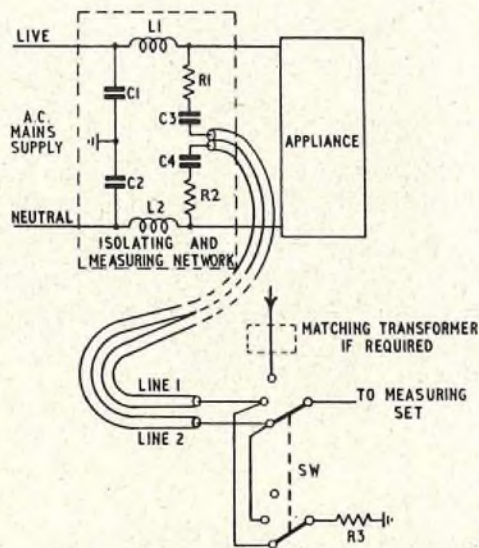 LIVE
L1
R1
C1
C3
A.C.
MAINS
SUPPLY
APPLIANCE
C4
C2
R2
NEUTRAL
L2
ISOLATING AND
MEASURING NETWORK
MATCHING TRANSFORMER
IF REQUIRED
LINE 1
TO MEASURING
SET
LINE 2
SW
R3